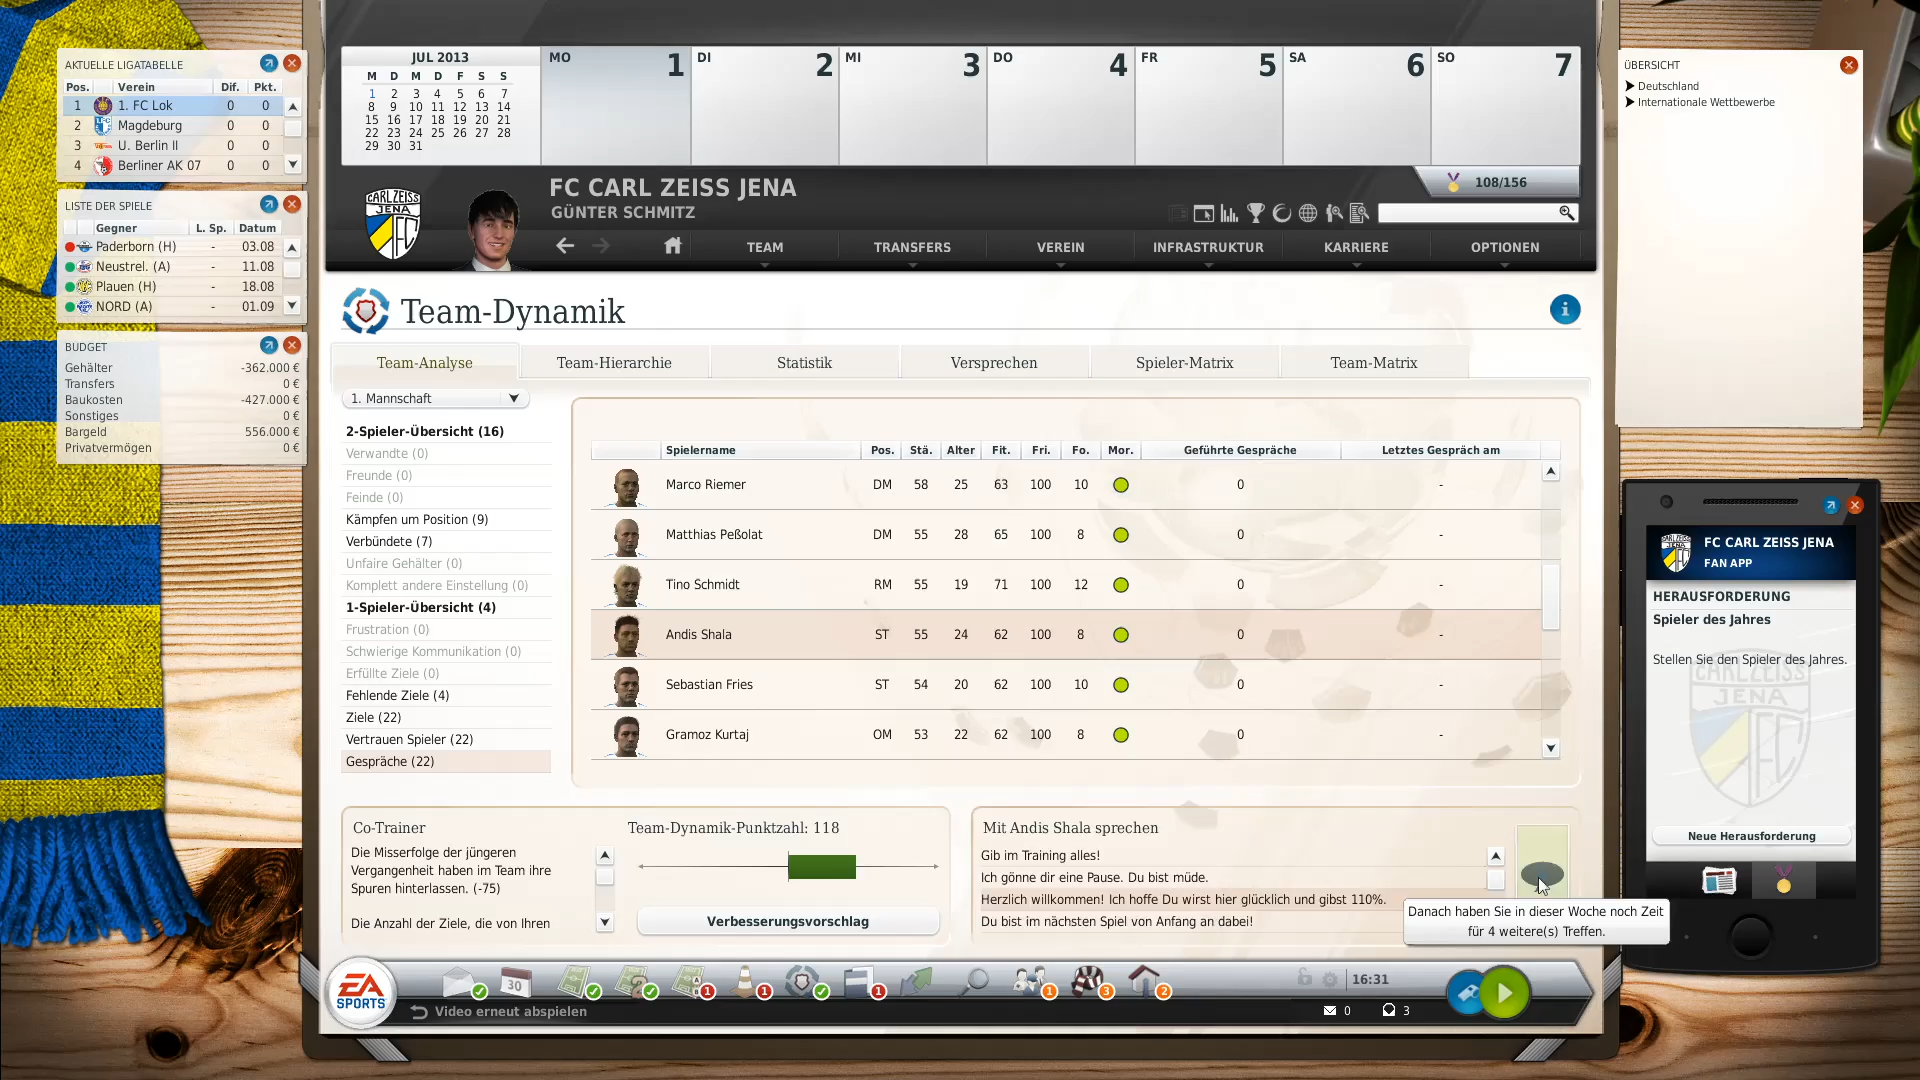 AKTUELLE LIGATABELLE
Pos. Verein Dif. Pkt.
1 1. FC Lok 0 0
2 Magdeburg 0 0
3 U. Berlin II 0 0
4 Berliner AK 07 0 0
LISTE DER SPIELE
Gegner L. Sp. Datum
Paderborn (H) - 03.08
Neustrel. (A) - 11.08
Plauen (H) - 18.08
NORD (A) - 01.09
BUDGET
Gehälter -362.000 €
Transfers 0 €
Baukosten -427.000 €
Sonstiges 0 €
Bargeld 556.000 €
Privatvermögen 0 €
JUL 2013
M D M D F S S
1 2 3 4 5 6 7
8 9 10 11 12 13 14
15 16 17 18 19 20 21
22 23 24 25 26 27 28
29 30 31
MO 1 DI 2 MI 3 DO 4 FR 5 SA 6 SO 7
CARL ZEISS
JENA
FC
FC CARL ZEISS JENA
GÜNTER SCHMITZ
108/156
TEAM TRANSFERS VEREIN INFRASTRUKTUR KARRIERE OPTIONEN
Team-Dynamik
i
Team-Analyse Team-Hierarchie Statistik Versprechen Spieler-Matrix Team-Matrix
1. Mannschaft
2-Spieler-Übersicht (16)
Verwandte (0)
Freunde (0)
Feinde (0)
Kämpfen um Position (9)
Verbündete (7)
Unfaire Gehälter (0)
Komplett andere Einstellung (0)
1-Spieler-Übersicht (4)
Frustration (0)
Schwierige Kommunikation (0)
Erfüllte Ziele (0)
Fehlende Ziele (4)
Ziele (22)
Vertrauen Spieler (22)
Gespräche (22)
Spielername Pos. Stä. Alter Fit. Fri. Fo. Mor. Geführte Gespräche Letztes Gespräch am
Marco Riemer DM 58 25 63 100 10 0 -
Matthias Peßolat DM 55 28 65 100 8 0 -
Tino Schmidt RM 55 19 71 100 12 0 -
Andis Shala ST 55 24 62 100 8 0 -
Sebastian Fries ST 54 20 62 100 10 0 -
Gramoz Kurtaj OM 53 22 62 100 8 0 -
Co-Trainer
Die Misserfolge der jüngeren
Vergangenheit haben im Team ihre
Spuren hinterlassen. (-75)
Die Anzahl der Ziele, die von Ihren
Team-Dynamik-Punktzahl: 118
Verbesserungsvorschlag
Mit Andis Shala sprechen
Gib im Training alles!
Ich gönne dir eine Pause. Du bist müde.
Herzlich willkommen! Ich hoffe Du wirst hier glücklich und gibst 110%.
Du bist im nächsten Spiel von Anfang an dabei!
Danach haben Sie in dieser Woche noch Zeit
für 4 weitere(s) Treffen.
EA
SPORTS
30 1 1 1 1 3 2
16:31
Video erneut abspielen
0 3
ÜBERSICHT
Deutschland
Internationale Wettbewerbe
CARL ZEISS
JENA
FC
FC CARL ZEISS JENA
FAN APP
HERAUSFORDERUNG
Spieler des Jahres
Stellen Sie den Spieler des Jahres.
CARL ZEISS
JENA
FC
Neue Herausforderung